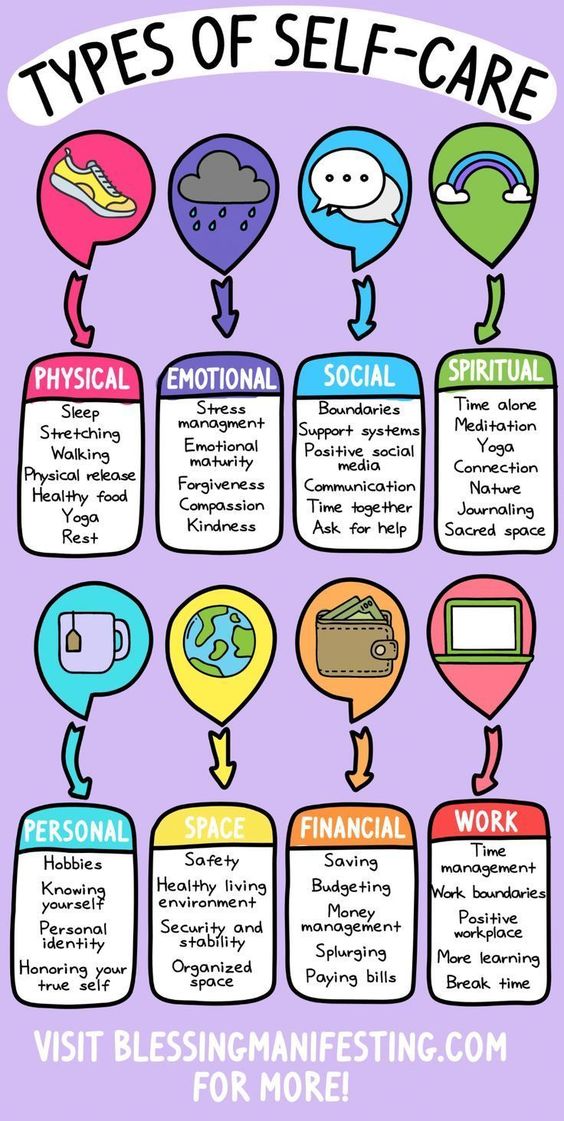 TYPES OF SELF-CARE
PHYSICAL
Sleep
Stretching
Walking
Physical release
Healthy food
Yoga
Rest
EMOTIONAL
Stress
managment
Emotional
maturity
Forgiveness
Compassion
Kindness
SOCIAL
Boundaries
Support systems
Positive social
media
Communication
Time together
Ask for help
SPIRITUAL
Time alone
Meditation
Yoga
Connection
Nature
Journaling
Sacred space
PERSONAL
Hobbies
Knowing
yourself
Personal
identity
Honoring your
true self
SPACE
Safety
Healthy living
environment
Security and
stability
Organized
space
FINANCIAL
Saving
Budgeting
Money
management
Splurging
Paying bills
WORK
Time
management
Work boundaries
Positive
workplace
More learning
Break time
VISIT BLESSINGMANIFESTING.COM
FOR MORE!